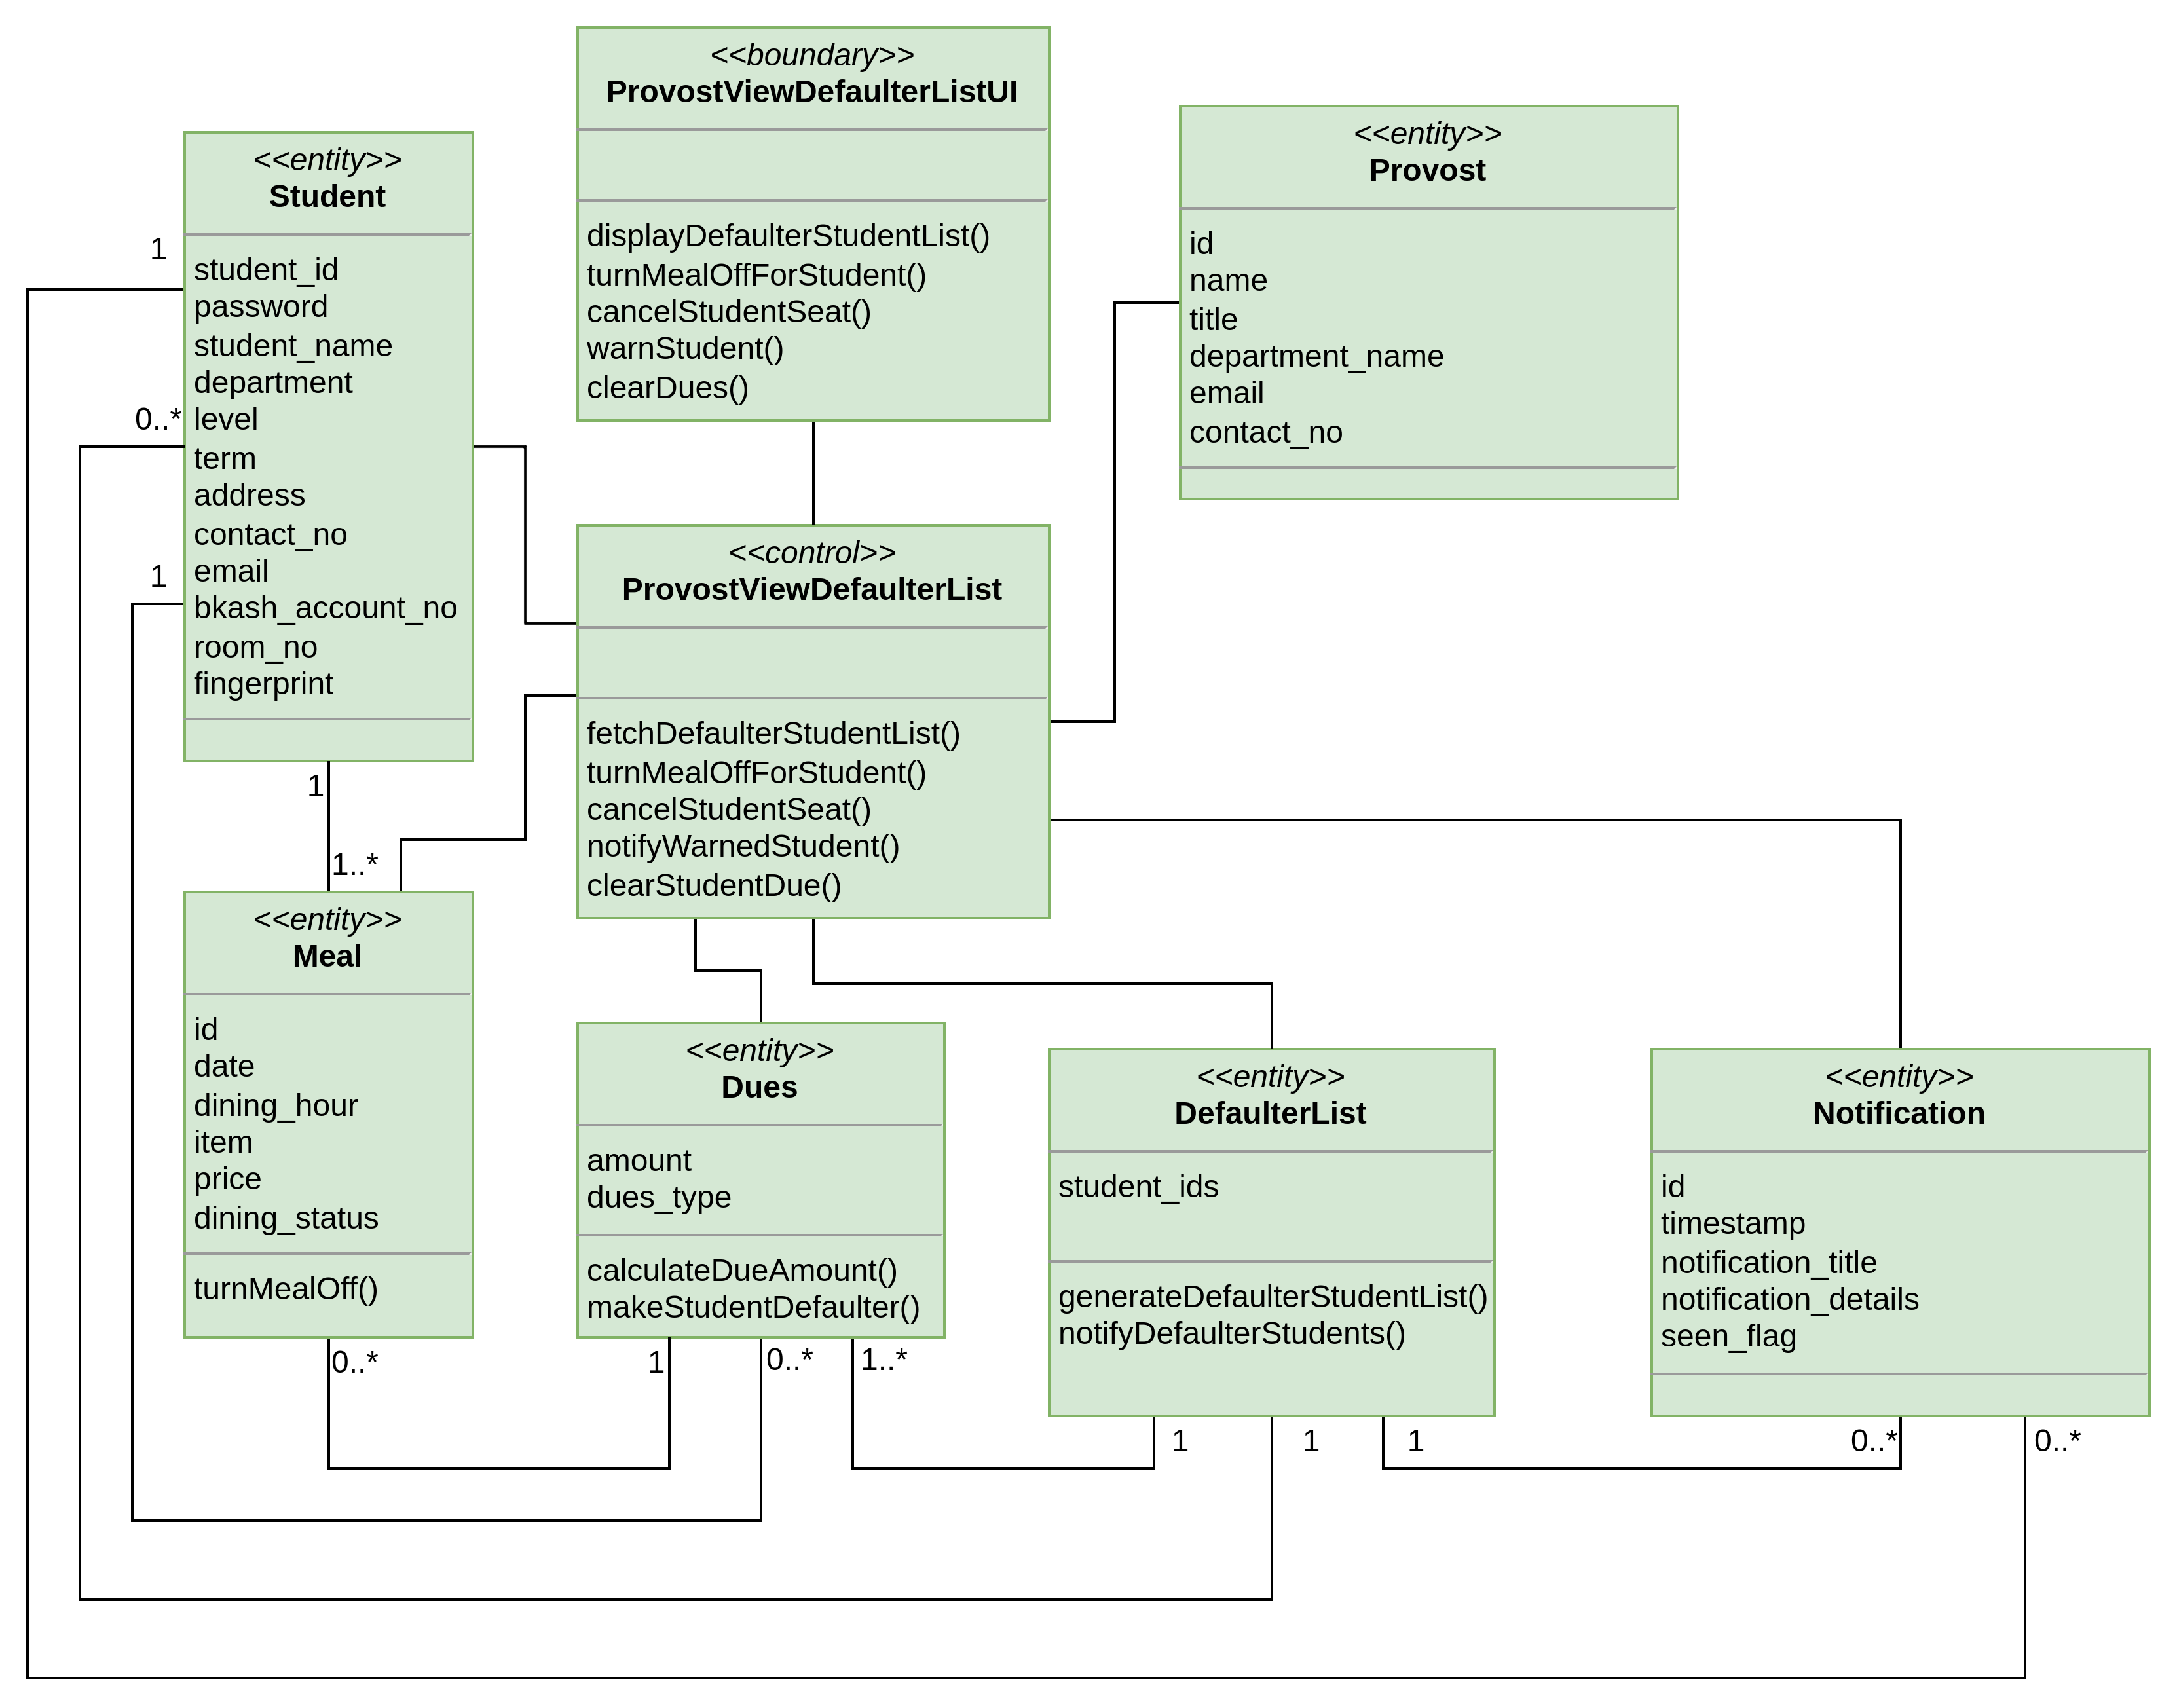 <<boundary>>
ProvostViewDefaulterListUI
displayDefaulterStudentList()
turnMealOffForStudent()
cancelStudentSeat()
warnStudent()
clearDues()
<<entity>>
Provost
id
name
title
department_name
email
contact_no
<<entity>>
Student
student_id
password
student_name
department
level
term
address
contact_no
email
bkash_account_no
room_no
fingerprint
1
0..*
1
1
1..*
<<control>>
ProvostViewDefaulterList
fetchDefaulterStudentList()
turnMealOffForStudent()
cancelStudentSeat()
notifyWarnedStudent()
clearStudentDue()
<<entity>>
Meal
id
date
dining_hour
item
price
dining_status
turnMealOff()
0..*
<<entity>>
Dues
amount
dues_type
calculateDueAmount()
makeStudentDefaulter()
1
0..*
1..*
<<entity>>
DefaulterList
student_ids
generateDefaulterStudentList()
notifyDefaulterStudents()
1
1
1
<<entity>>
Notification
id
timestamp
notification_title
notification_details
seen_flag
0..*
0..*